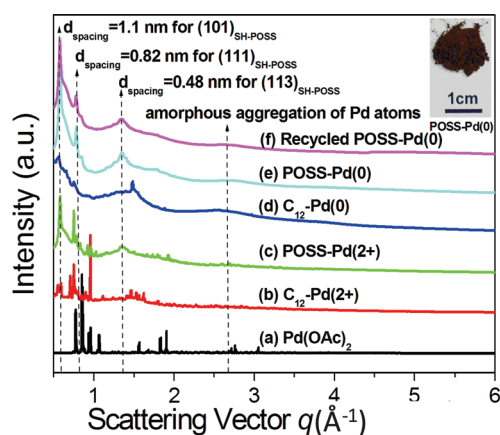 d spacing =1.1 nm for (101) SH-POSS
d spacing =0.82 nm for (111) SH-POSS
d spacing =0.48 nm for (113) SH-POSS
amorphous aggregation of Pd atoms
1cm
POSS-Pd(0)
(f) Recycled POSS-Pd(0)
(e) POSS-Pd(0)
(d) C12-Pd(0)
(c) POSS-Pd(2+)
(b) C12-Pd(2+)
(a) Pd(OAc)2
Intensity (a.u.)
1 2 3 4 5 6
Scattering Vector q(Å-1)